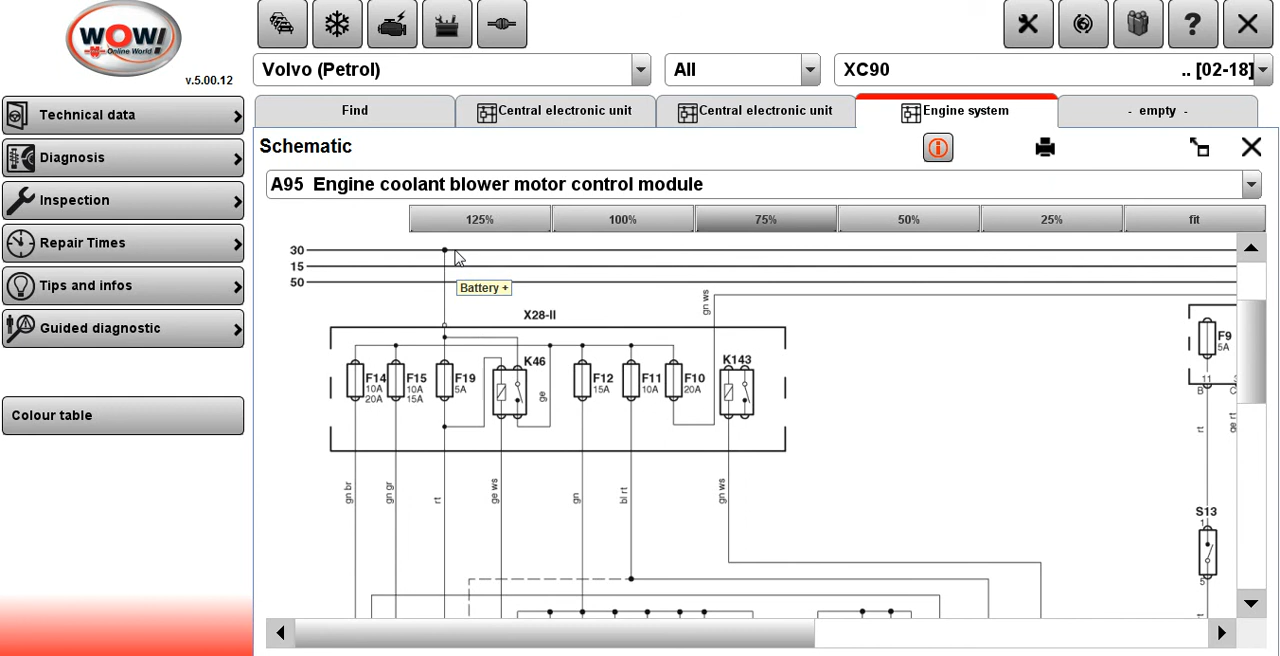 WOW!
Online World
v.5.00.12
Volvo (Petrol)
All
XC90
.. [02-18]
Technical data
Diagnosis
Inspection
Repair Times
Tips and infos
Guided diagnostic
Colour table
Find
Central electronic unit
Central electronic unit
Engine system
- empty -
Schematic
A95 Engine coolant blower motor control module
125%
100%
75%
50%
25%
fit
30
15
50
Battery +
X28-II
gn ws
F14
10A
20A
F15
10A
15A
F19
5A
K46
ge
F12
15A
F11
10A
F10
20A
K143
F9
5A
11
B
C
rt
ge rt
gn br
gn gr
rt
ge ws
gn
bl rt
gn ws
S13
1
5